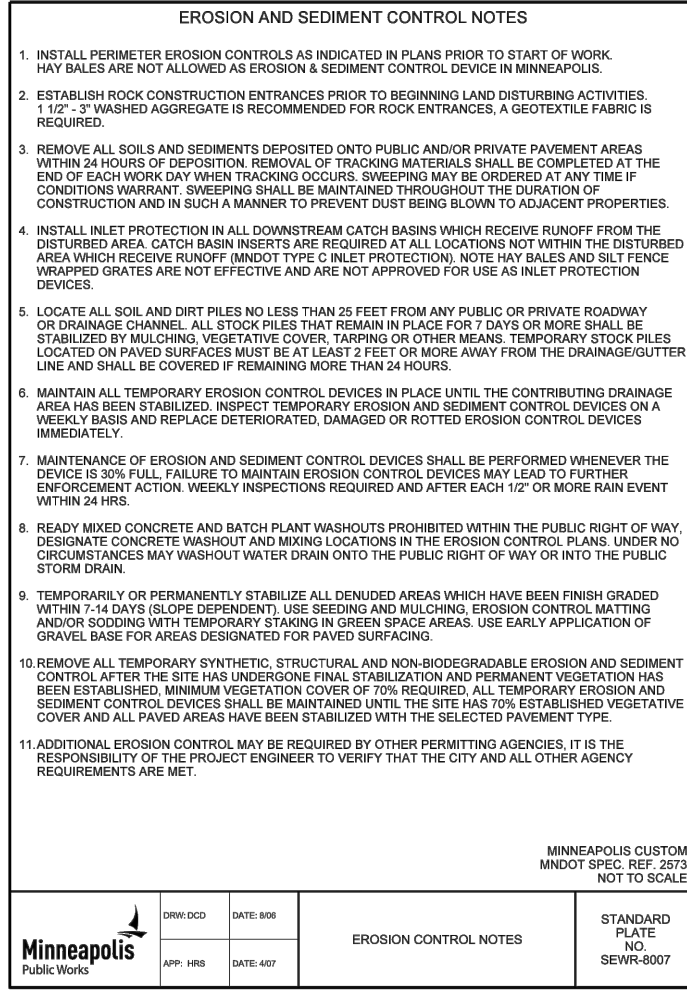 EROSION AND SEDIMENT CONTROL NOTES
1. INSTALL PERIMETER EROSION CONTROLS AS INDICATED IN PLANS PRIOR TO START OF WORK.
HAY BALES ARE NOT ALLOWED AS EROSION & SEDIMENT CONTROL DEVICE IN MINNEAPOLIS.
2. ESTABLISH ROCK CONSTRUCTION ENTRANCES PRIOR TO BEGINNING LAND DISTURBING ACTIVITIES.
1 1/2" - 3" WASHED AGGREGATE IS RECOMMENDED FOR ROCK ENTRANCES, A GEOTEXTILE FABRIC IS
REQUIRED.
3. REMOVE ALL SOILS AND SEDIMENTS DEPOSITED ONTO PUBLIC AND/OR PRIVATE PAVEMENT AREAS
WITHIN 24 HOURS OF DEPOSITION. REMOVAL OF TRACKING MATERIALS SHALL BE COMPLETED AT THE
END OF EACH WORK DAY WHEN TRACKING OCCURS. SWEEPING MAY BE ORDERED AT ANY TIME IF
CONDITIONS WARRANT. SWEEPING SHALL BE MAINTAINED THROUGHOUT THE DURATION OF
CONSTRUCTION AND IN SUCH A MANNER TO PREVENT DUST BEING BLOWN TO ADJACENT PROPERTIES.
4. INSTALL INLET PROTECTION IN ALL DOWNSTREAM CATCH BASINS WHICH RECEIVE RUNOFF FROM THE
DISTURBED AREA. CATCH BASIN INSERTS ARE REQUIRED AT ALL LOCATIONS NOT WITHIN THE DISTURBED
AREA WHICH RECEIVE RUNOFF (MNDOT TYPE C INLET PROTECTION). NOTE HAY BALES AND SILT FENCE
WRAPPED GRATES ARE NOT EFFECTIVE AND ARE NOT APPROVED FOR USE AS INLET PROTECTION
DEVICES.
5. LOCATE ALL SOIL AND DIRT PILES NO LESS THAN 25 FEET FROM ANY PUBLIC OR PRIVATE ROADWAY
OR DRAINAGE CHANNEL. ALL STOCK PILES THAT REMAIN IN PLACE FOR 7 DAYS OR MORE SHALL BE
STABILIZED BY MULCHING, VEGETATIVE COVER, TARPING OR OTHER MEANS. TEMPORARY STOCK PILES
LOCATED ON PAVED SURFACES MUST BE AT LEAST 2 FEET OR MORE AWAY FROM THE DRAINAGE/GUTTER
LINE AND SHALL BE COVERED IF REMAINING MORE THAN 24 HOURS.
6. MAINTAIN ALL TEMPORARY EROSION CONTROL DEVICES IN PLACE UNTIL THE CONTRIBUTING DRAINAGE
AREA HAS BEEN STABILIZED. INSPECT TEMPORARY EROSION AND SEDIMENT CONTROL DEVICES ON A
WEEKLY BASIS AND REPLACE DETERIORATED, DAMAGED OR ROTTED EROSION CONTROL DEVICES
IMMEDIATELY.
7. MAINTENANCE OF EROSION AND SEDIMENT CONTROL DEVICES SHALL BE PERFORMED WHENEVER THE
DEVICE IS 30% FULL, FAILURE TO MAINTAIN EROSION CONTROL DEVICES MAY LEAD TO FURTHER
ENFORCEMENT ACTION. WEEKLY INSPECTIONS REQUIRED AND AFTER EACH 1/2" OR MORE RAIN EVENT
WITHIN 24 HRS.
8. READY MIXED CONCRETE AND BATCH PLANT WASHOUTS PROHIBITED WITHIN THE PUBLIC RIGHT OF WAY,
DESIGNATE CONCRETE WASHOUT AND MIXING LOCATIONS IN THE EROSION CONTROL PLANS. UNDER NO
CIRCUMSTANCES MAY WASHOUT WATER DRAIN ONTO THE PUBLIC RIGHT OF WAY OR INTO THE PUBLIC
STORM DRAIN.
9. TEMPORARILY OR PERMANENTLY STABILIZE ALL DENUDED AREAS WHICH HAVE BEEN FINISH GRADED
WITHIN 7-14 DAYS (SLOPE DEPENDENT). USE SEEDING AND MULCHING, EROSION CONTROL MATTING
AND/OR SODDING WITH TEMPORARY STAKING IN GREEN SPACE AREAS. USE EARLY APPLICATION OF
GRAVEL BASE FOR AREAS DESIGNATED FOR PAVED SURFACING.
10. REMOVE ALL TEMPORARY SYNTHETIC, STRUCTURAL AND NON-BIODEGRADABLE EROSION AND SEDIMENT
CONTROL AFTER THE SITE HAS UNDERGONE FINAL STABILIZATION AND PERMANENT VEGETATION HAS
BEEN ESTABLISHED, MINIMUM VEGETATION COVER OF 70% REQUIRED, ALL TEMPORARY EROSION AND
SEDIMENT CONTROL DEVICES SHALL BE MAINTAINED UNTIL THE SITE HAS 70% ESTABLISHED VEGETATIVE
COVER AND ALL PAVED AREAS HAVE BEEN STABILIZED WITH THE SELECTED PAVEMENT TYPE.
11. ADDITIONAL EROSION CONTROL MAY BE REQUIRED BY OTHER PERMITTING AGENCIES, IT IS THE
RESPONSIBILITY OF THE PROJECT ENGINEER TO VERIFY THAT THE CITY AND ALL OTHER AGENCY
REQUIREMENTS ARE MET.
MINNEAPOLIS CUSTOM
MNDOT SPEC. REF. 2573
NOT TO SCALE
Minneapolis
Public Works
DRW: DCD
DATE: 8/06
APP: HRS
DATE: 4/07
EROSION CONTROL NOTES
STANDARD
PLATE
NO.
SEWR-8007